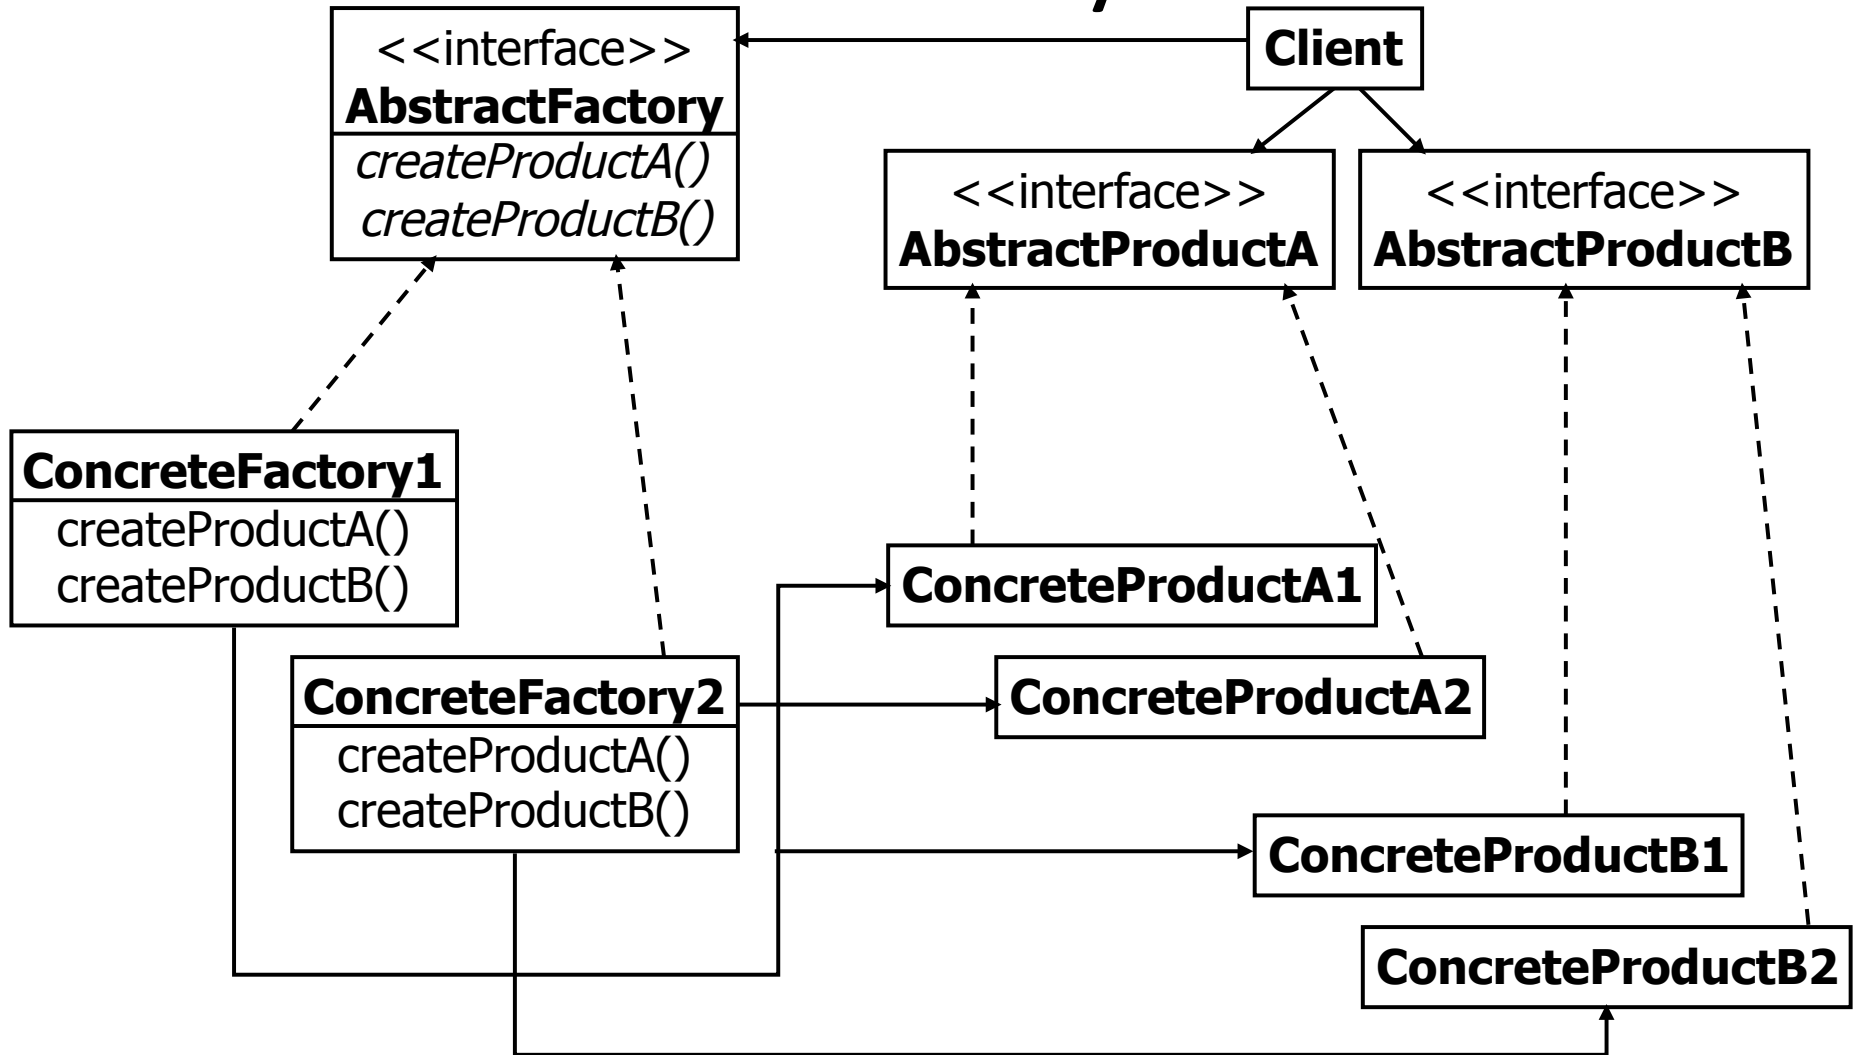 <<interface>>
AbstractFactory
createProductA()
createProductB()
Client
<<interface>>
AbstractProductA
<<interface>>
AbstractProductB
ConcreteFactory1
createProductA()
createProductB()
ConcreteProductA1
ConcreteFactory2
createProductA()
createProductB()
ConcreteProductA2
ConcreteProductB1
ConcreteProductB2